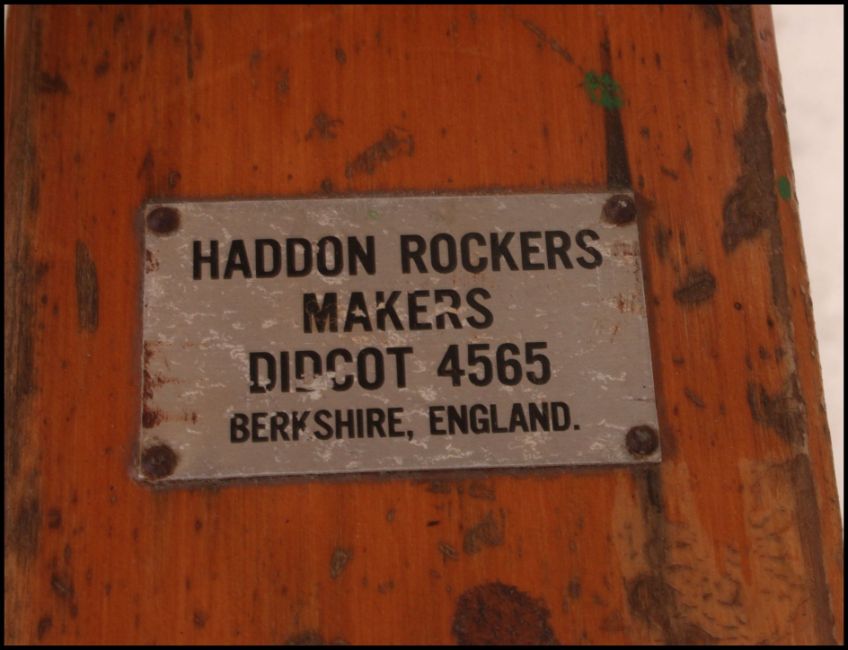 HADDON ROCKERS
MAKERS
DIDCOT 4565
BERKSHIRE, ENGLAND.